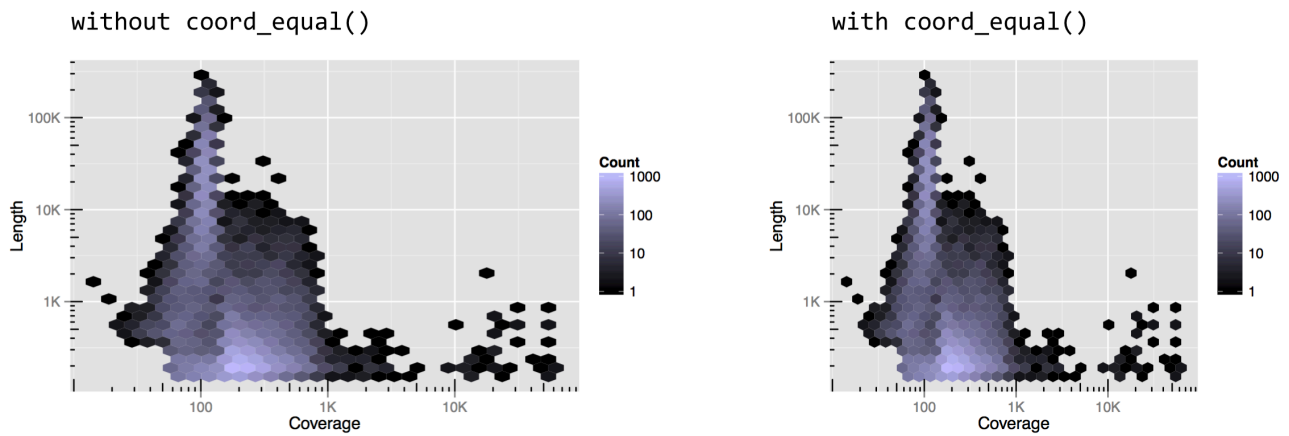 without coord_equal()
100K
10K
1K
Length
100
1K
10K
Coverage
Count
1000
100
10
1
with coord_equal()
100K
10K
1K
Length
100
1K
10K
Coverage
Count
1000
100
10
1